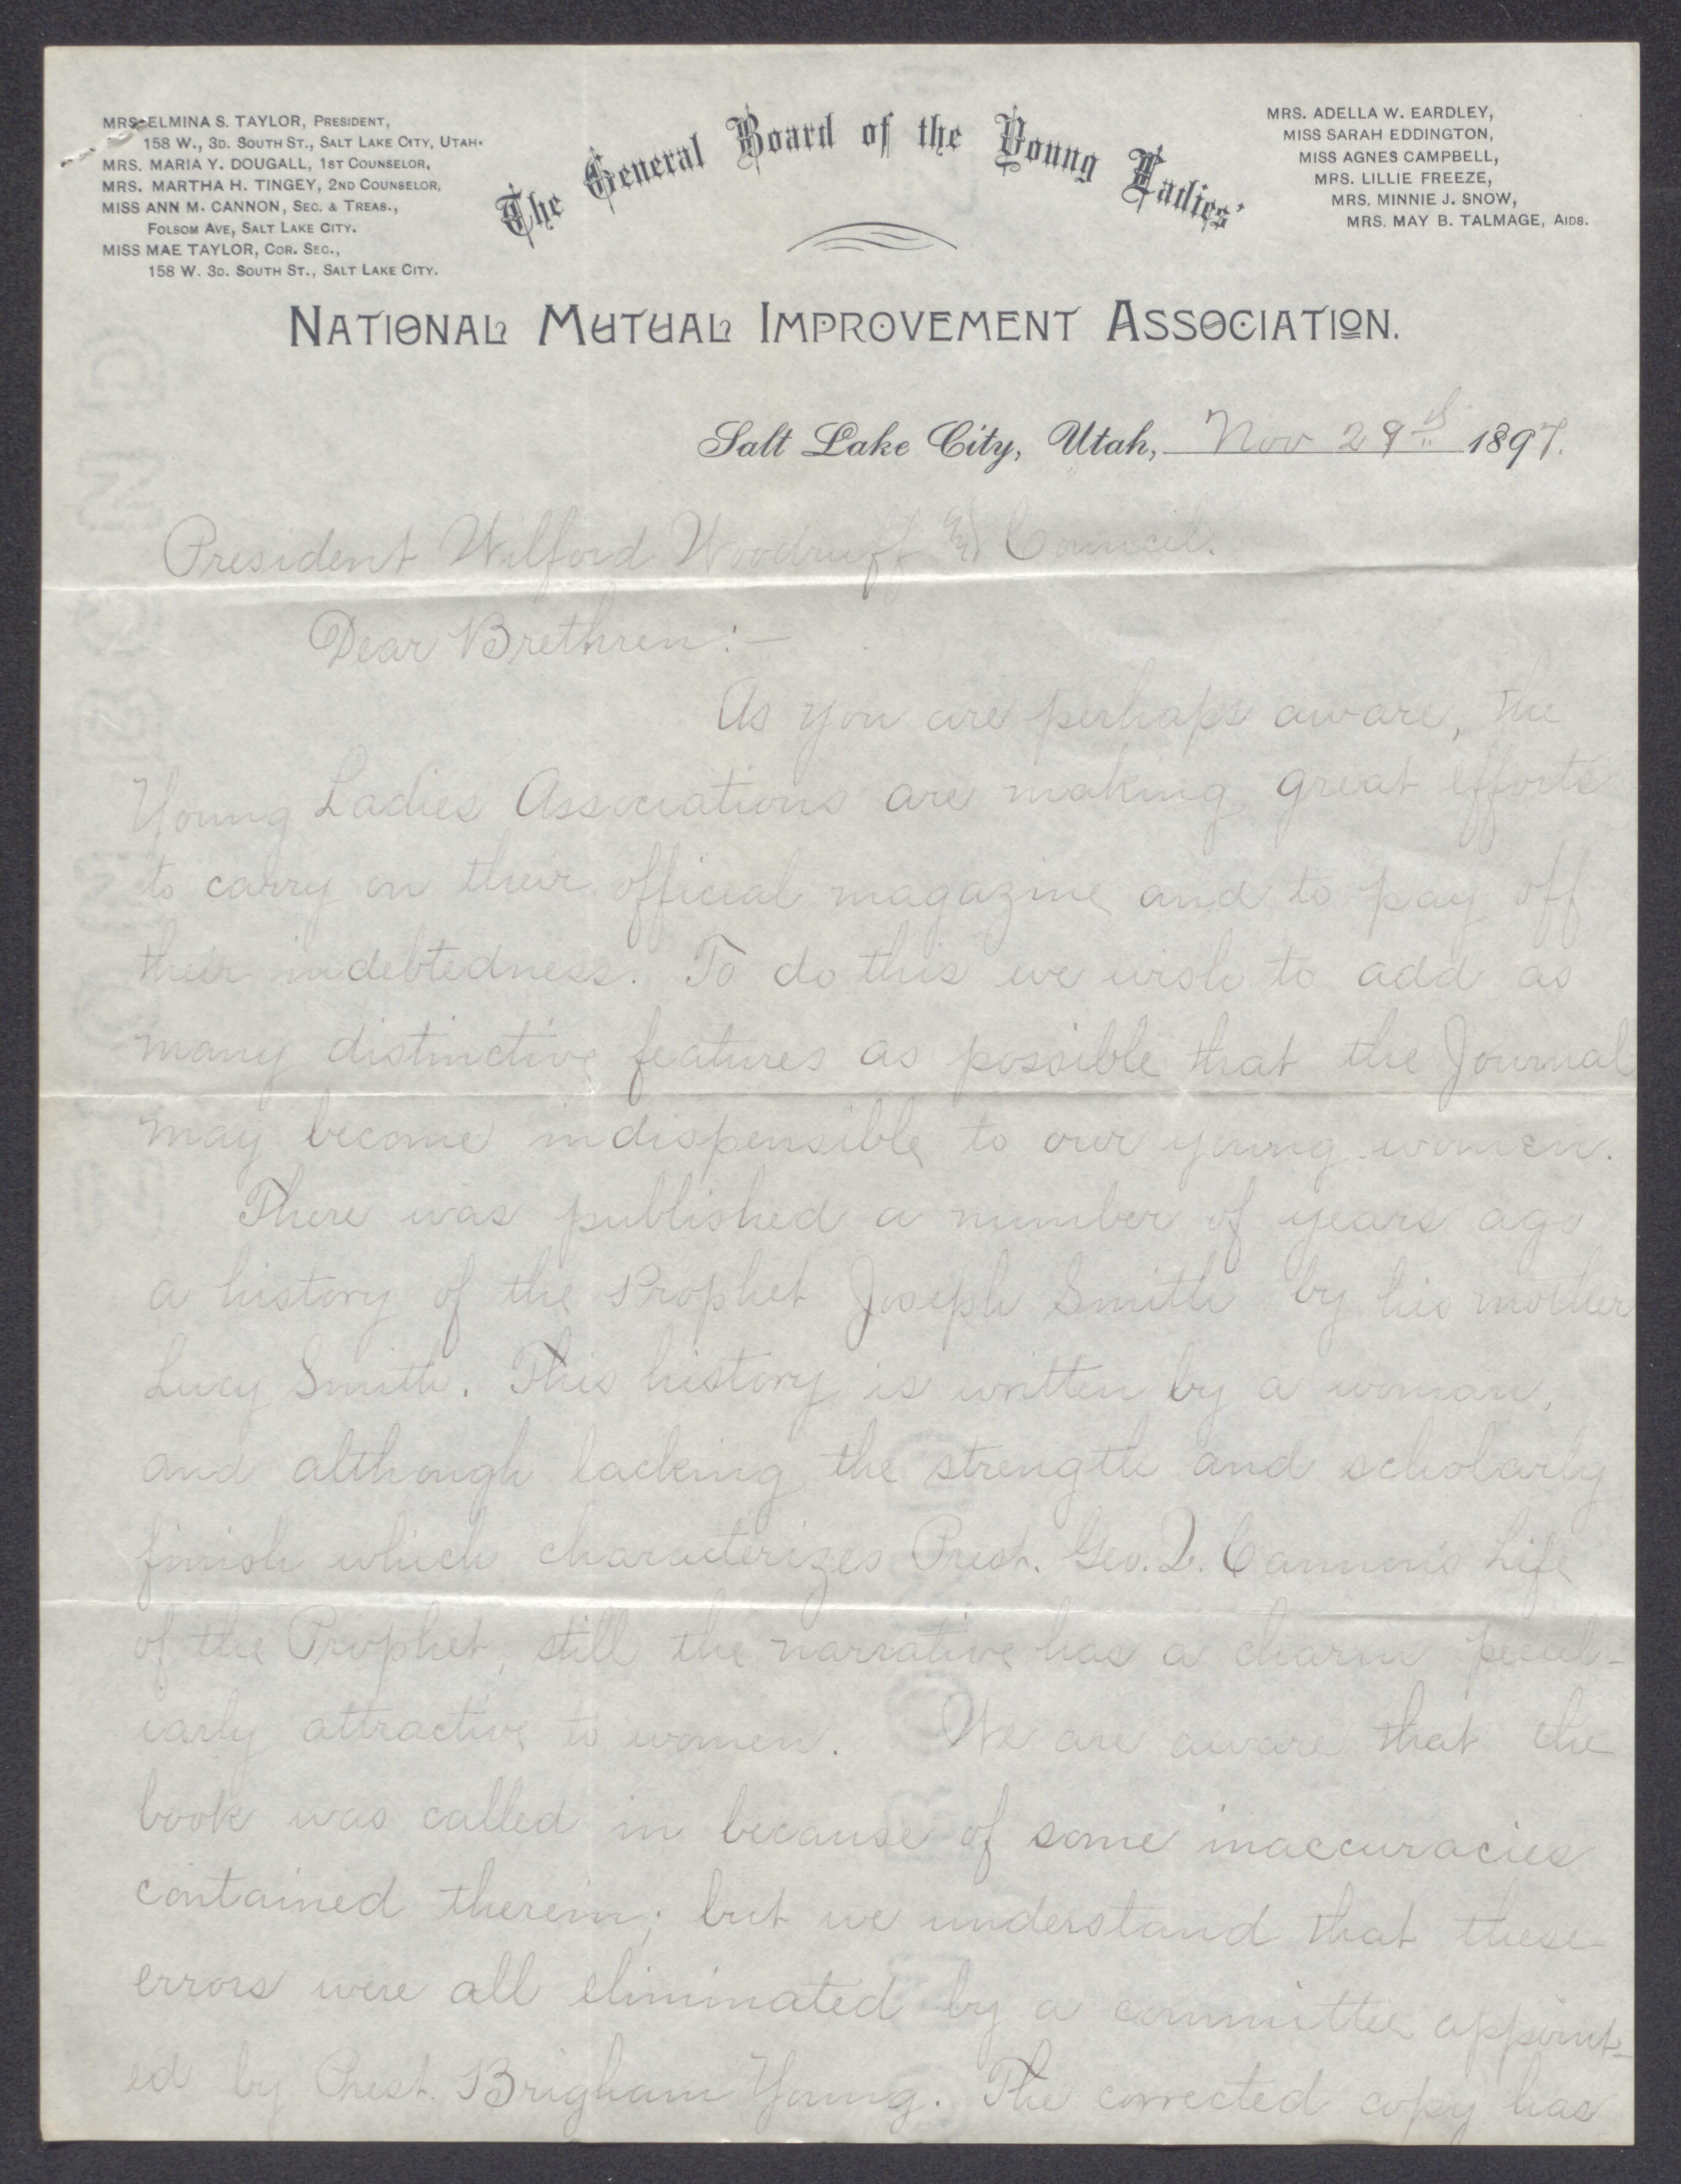 MRS. ELMINA S. TAYLOR, PRESIDENT,
158 W., 3D. SOUTH ST., SALT LAKE CITY, UTAH.
MRS. MARIA Y. DOUGALL, 1ST COUNSELOR,
MRS. MARTHA H. TINGEY, 2ND COUNSELOR,
MISS ANN M. CANNON, SEC. & TREAS.,
FOLSOM AVE, SALT LAKE CITY.
MISS MAE TAYLOR, COR. SEC.,
158 W. 3D. SOUTH ST., SALT LAKE CITY.
The General Board of the Young Ladies'
MRS. ADELLA W. EARDLEY,
MISS SARAH EDDINGTON,
MISS AGNES CAMPBELL,
MRS. LILLIE FREEZE,
MRS. MINNIE J. SNOW,
MRS. MAY B. TALMAGE, AIDS.
NATIONAL MUTUAL IMPROVEMENT ASSOCIATION.
Salt Lake City, Utah, Nov 29th 1897.
President Wilford Woodruff & Council.
Dear Brethren:—
As you are perhaps aware, the
Young Ladies Associations are making great efforts
to carry on their official magazine and to pay off
their indebtedness. To do this we wish to add as
many distinctive features as possible that the Journal
may become indispensible to our young women.
There was published a number of years ago
a history of the Prophet Joseph Smith by his mother
Lucy Smith. This history is written by a woman,
and although lacking the strength and scholarly
finish which characterizes Prest. Geo. Q. Cannon's Life
of the Prophet, still the narrative has a charm pecul-
iarly attractive to women. We are aware that the
book was called in because of some inaccuracies
contained therein; but we understand that these
errors were all eliminated by a committee appoint-
ed by Prest. Brigham Young. The corrected copy has